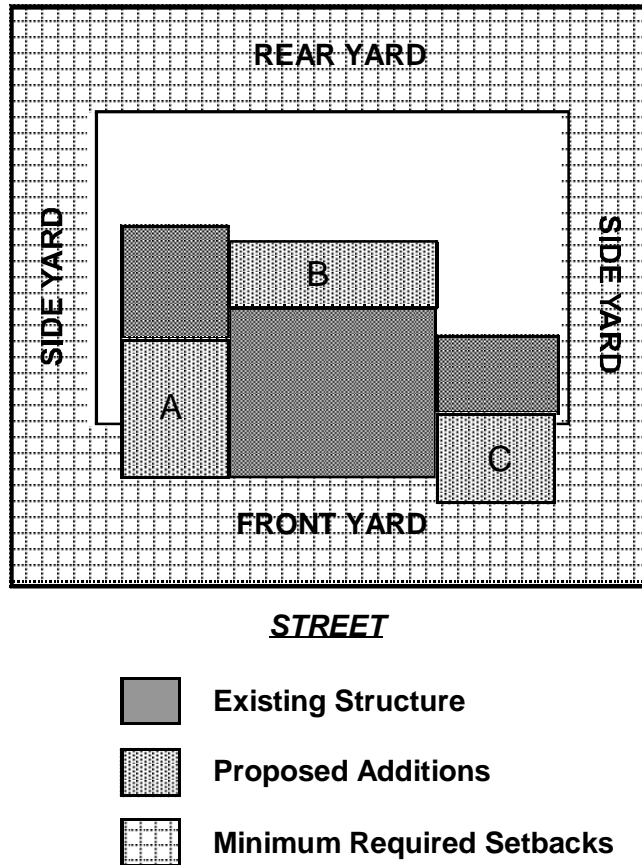 REAR YARD
SIDE YARD
SIDE YARD
B
A
C
FRONT YARD
STREET
Existing Structure
Proposed Additions
Minimum Required Setbacks